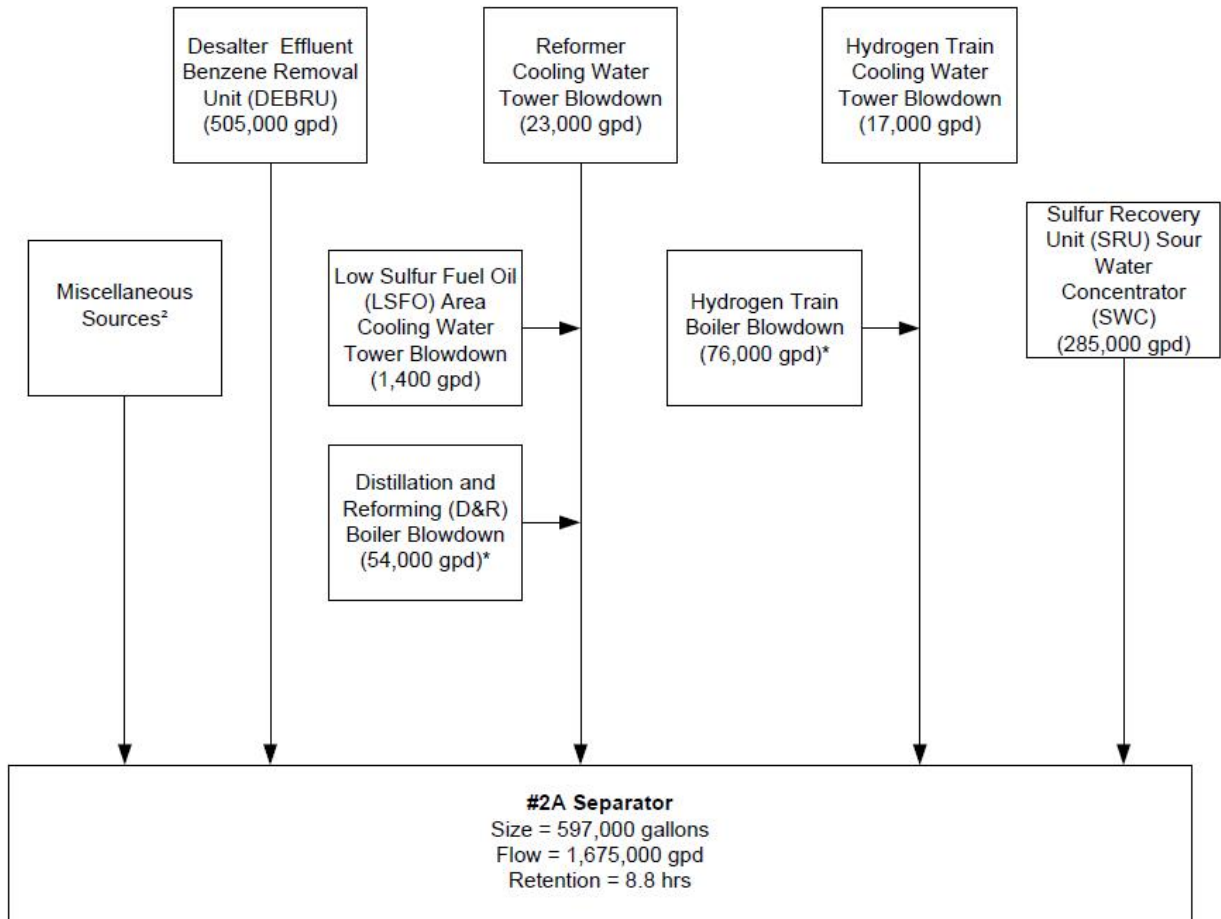 Desalter Effluent
Benzene Removal
Unit (DEBRU)
(505,000 gpd)
Reformer
Cooling Water
Tower Blowdown
(23,000 gpd)
Hydrogen Train
Cooling Water
Tower Blowdown
(17,000 gpd)
Miscellaneous
Sources²
Low Sulfur Fuel Oil
(LSFO) Area
Cooling Water
Tower Blowdown
(1,400 gpd)
Hydrogen Train
Boiler Blowdown
(76,000 gpd)*
Sulfur Recovery
Unit (SRU) Sour
Water
Concentrator
(SWC)
(285,000 gpd)
Distillation and
Reforming (D&R)
Boiler Blowdown
(54,000 gpd)*
#2A Separator
Size = 597,000 gallons
Flow = 1,675,000 gpd
Retention = 8.8 hrs